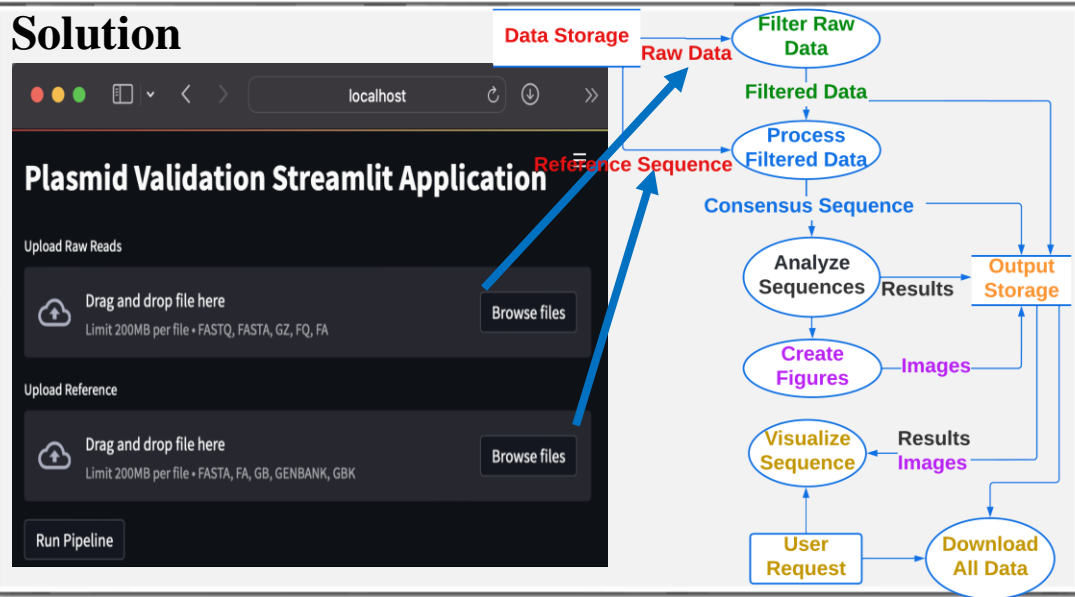 Solution
localhost
Plasmid Validation Streamlit Application
Upload Raw Reads
Drag and drop file here
Limit 200MB per file • FASTQ, FASTA, GZ, FQ, FA
Browse files
Upload Reference
Drag and drop file here
Limit 200MB per file • FASTA, FA, GB, GENBANK, GBK
Browse files
Run Pipeline
Data Storage
Raw Data
Filter Raw
Data
Filtered Data
Reference Sequence
Process
Filtered Data
Consensus Sequence
Analyze
Sequences
Results
Output
Storage
Create
Figures
Images
Visualize
Sequence
Results
Images
User
Request
Download
All Data